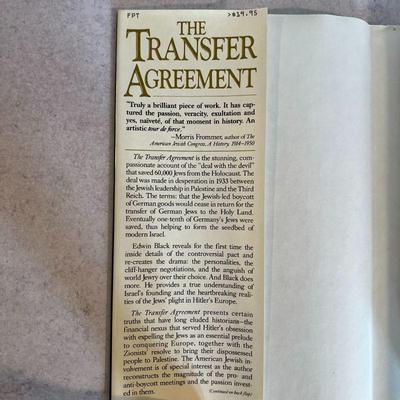 FPT >$19.95
THE
TRANSFER
AGREEMENT
"Truly a brilliant piece of work. It has cap-
tured the passion, veracity, exultation and
yes, naïveté, of that moment in history. An
artistic tour de force."
—Morris Frommer, author of The
American Jewish Congress, A History, 1914–1950
The Transfer Agreement is the stunning, com-
passionate account of the "deal with the devil"
that saved 60,000 Jews from the Holocaust. The
deal was made in desperation in 1933 between
the Jewish leadership in Palestine and the Third
Reich. The terms: that the Jewish-led boycott
of German goods would cease in return for the
transfer of German Jews to the Holy Land.
Eventually one-tenth of Germany's Jews were
saved, thus helping to form the seedbed of
modern Israel.
Edwin Black reveals for the first time the
inside details of the controversial pact and
re-creates the drama: the personalities, the
cliff-hanger negotiations, and the anguish of
world Jewry over their choice. And Black does
more. He provides a true understanding of
Israel's founding and the heartbreaking reali-
ties of the Jews' plight in Hitler's Europe.
The Transfer Agreement presents certain
truths that have long eluded historians—the
financial nexus that served Hitler's obsession
with expelling the Jews as an essential prelude
to conquering Europe, together with the
Zionists' resolve to bring their dispossessed
people to Palestine. The American Jewish in-
volvement is of special interest as the author
reconstructs the magnitude of the pro- and
anti-boycott meetings and the passion invest-
ed in them.
(Continued on back flap)